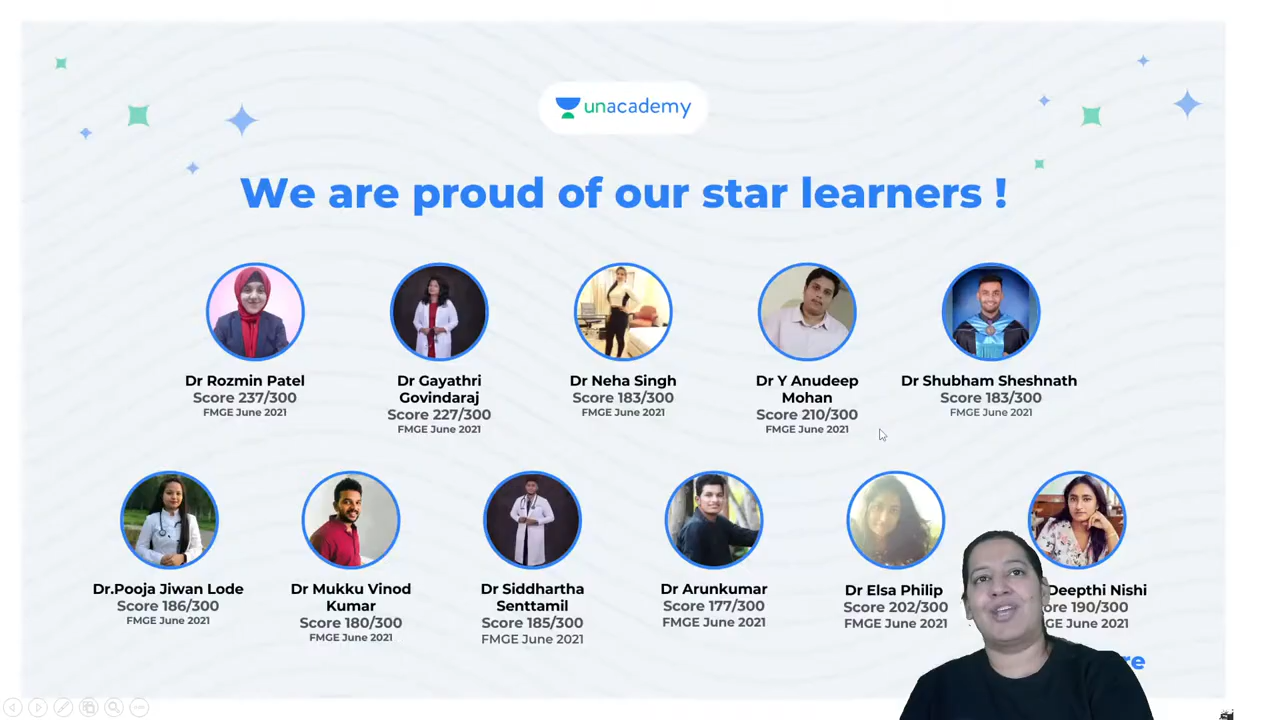 unacademy
We are proud of our star learners !
Dr Rozmin Patel
Score 237/300
FMGE June 2021
Dr Gayathri
Govindaraj
Score 227/300
FMGE June 2021
Dr Neha Singh
Score 183/300
FMGE June 2021
Dr Y Anudeep
Mohan
Score 210/300
FMGE June 2021
Dr Shubham Sheshnath
Score 183/300
FMGE June 2021
Dr.Pooja Jiwan Lode
Score 186/300
FMGE June 2021
Dr Mukku Vinod
Kumar
Score 180/300
FMGE June 2021
Dr Siddhartha
Senttamil
Score 185/300
FMGE June 2021
Dr Arunkumar
Score 177/300
FMGE June 2021
Dr Elsa Philip
Score 202/300
FMGE June 2021
Deepthi Nishi
ore 190/300
GE June 2021
re